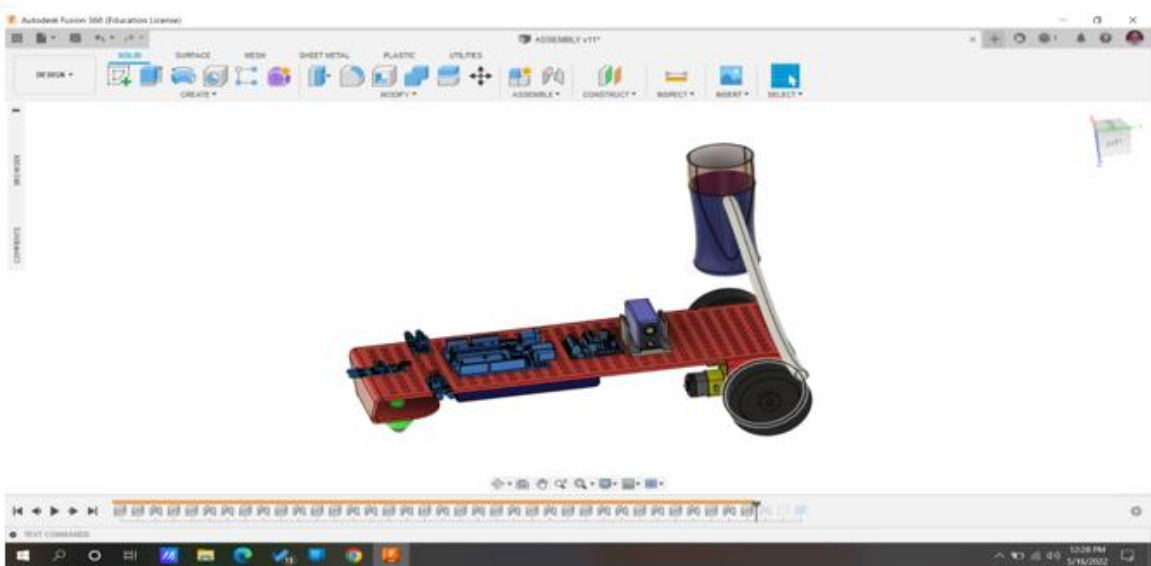 Autodesk Fusion 360 (Education License)
ASSEMBLY v11*
SOLID SURFACE MESH SHEET METAL PLASTIC UTILITIES
DESIGN
CREATE MODIFY ASSEMBLE CONSTRUCT INSPECT INSERT SELECT
BROWSER
COMMENTS
LEFT
TEXT COMMANDS
12:28 PM
5/16/2022